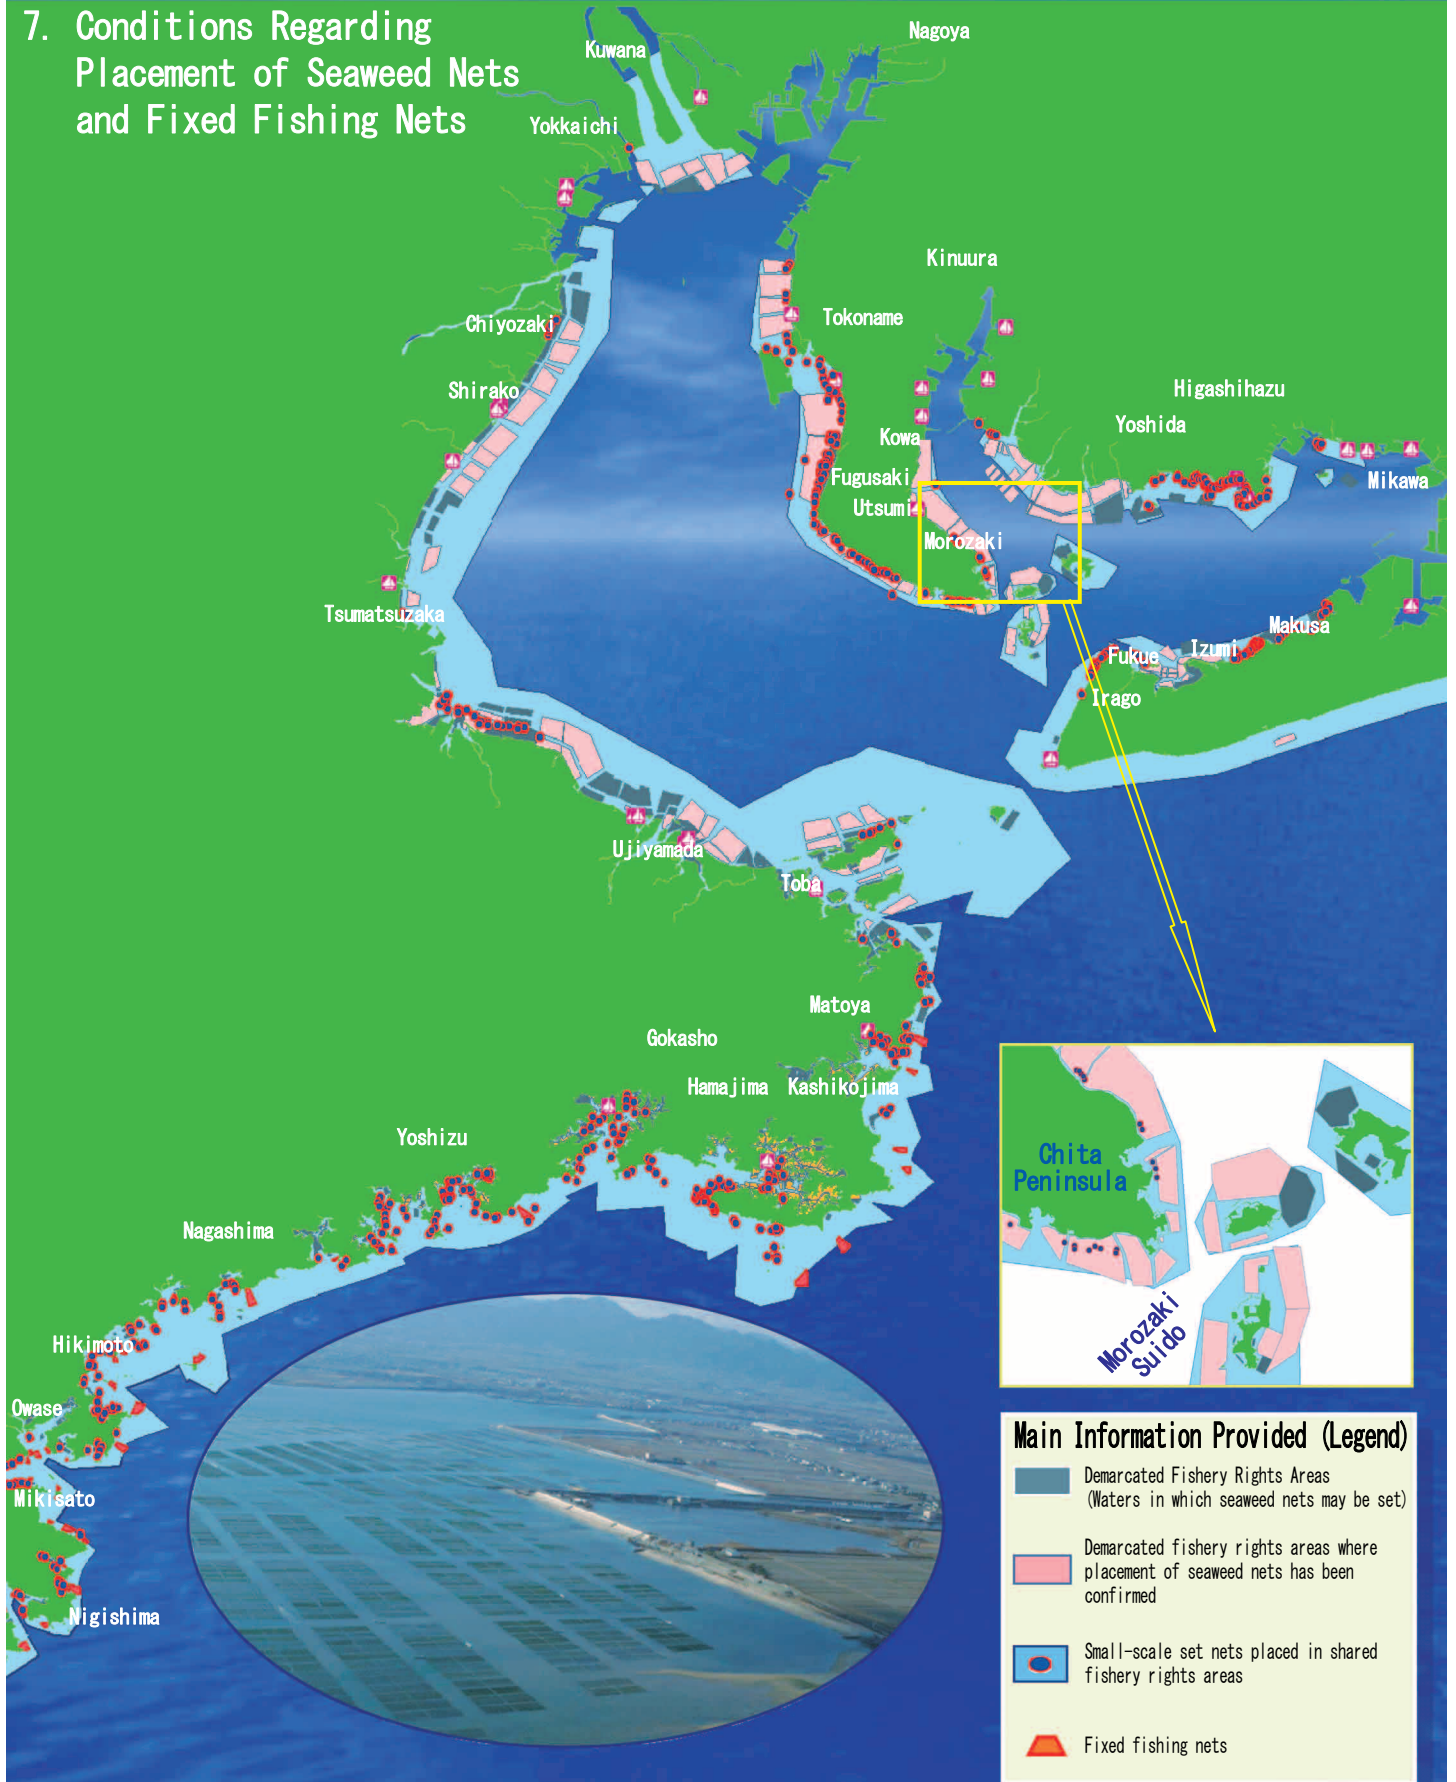 7. Conditions Regarding
Placement of Seaweed Nets
and Fixed Fishing Nets
Nagoya
Kuwana
Yokkaichi
Kinuura
Tokoname
Chiyozaki
Shirako
Higashihazu
Yoshida
Kowa
Fugusaki
Mikawa
Utsumi
Morozaki
Tsumatsuzaka
Makusa
Izumi
Fukue
Irago
Ujiyamada
Toba
Matoya
Gokasho
Hamajima
Kashikojima
Yoshizu
Nagashima
Hikimoto
Owase
Mikisato
Nigishima
Chita
Peninsula
Morozaki
Suido
Main Information Provided (Legend)
Demarcated Fishery Rights Areas
(Waters in which seaweed nets may be set)
Demarcated fishery rights areas where
placement of seaweed nets has been
confirmed
Small-scale set nets placed in shared
fishery rights areas
Fixed fishing nets